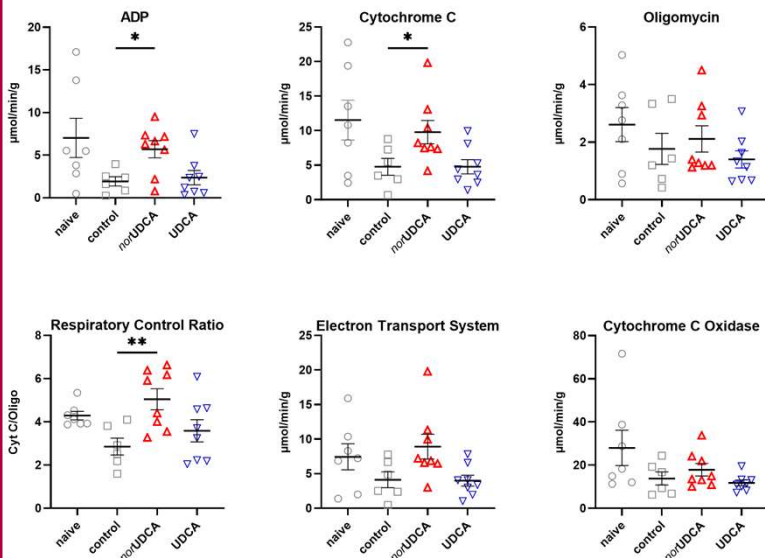 ADP
μmol/min/g
20
15
10
5
0
*
naive
control
norUDCA
UDCA
Cytochrome C
μmol/min/g
25
20
15
10
5
0
*
naive
control
norUDCA
UDCA
Oligomycin
μmol/min/g
6
4
2
0
naive
control
norUDCA
UDCA
Respiratory Control Ratio
Cyt C/Oligo
8
6
4
2
0
**
naive
control
norUDCA
UDCA
Electron Transport System
μmol/min/g
25
20
15
10
5
0
naive
control
norUDCA
UDCA
Cytochrome C Oxidase
μmol/min/g
80
60
40
20
0
naive
control
norUDCA
UDCA